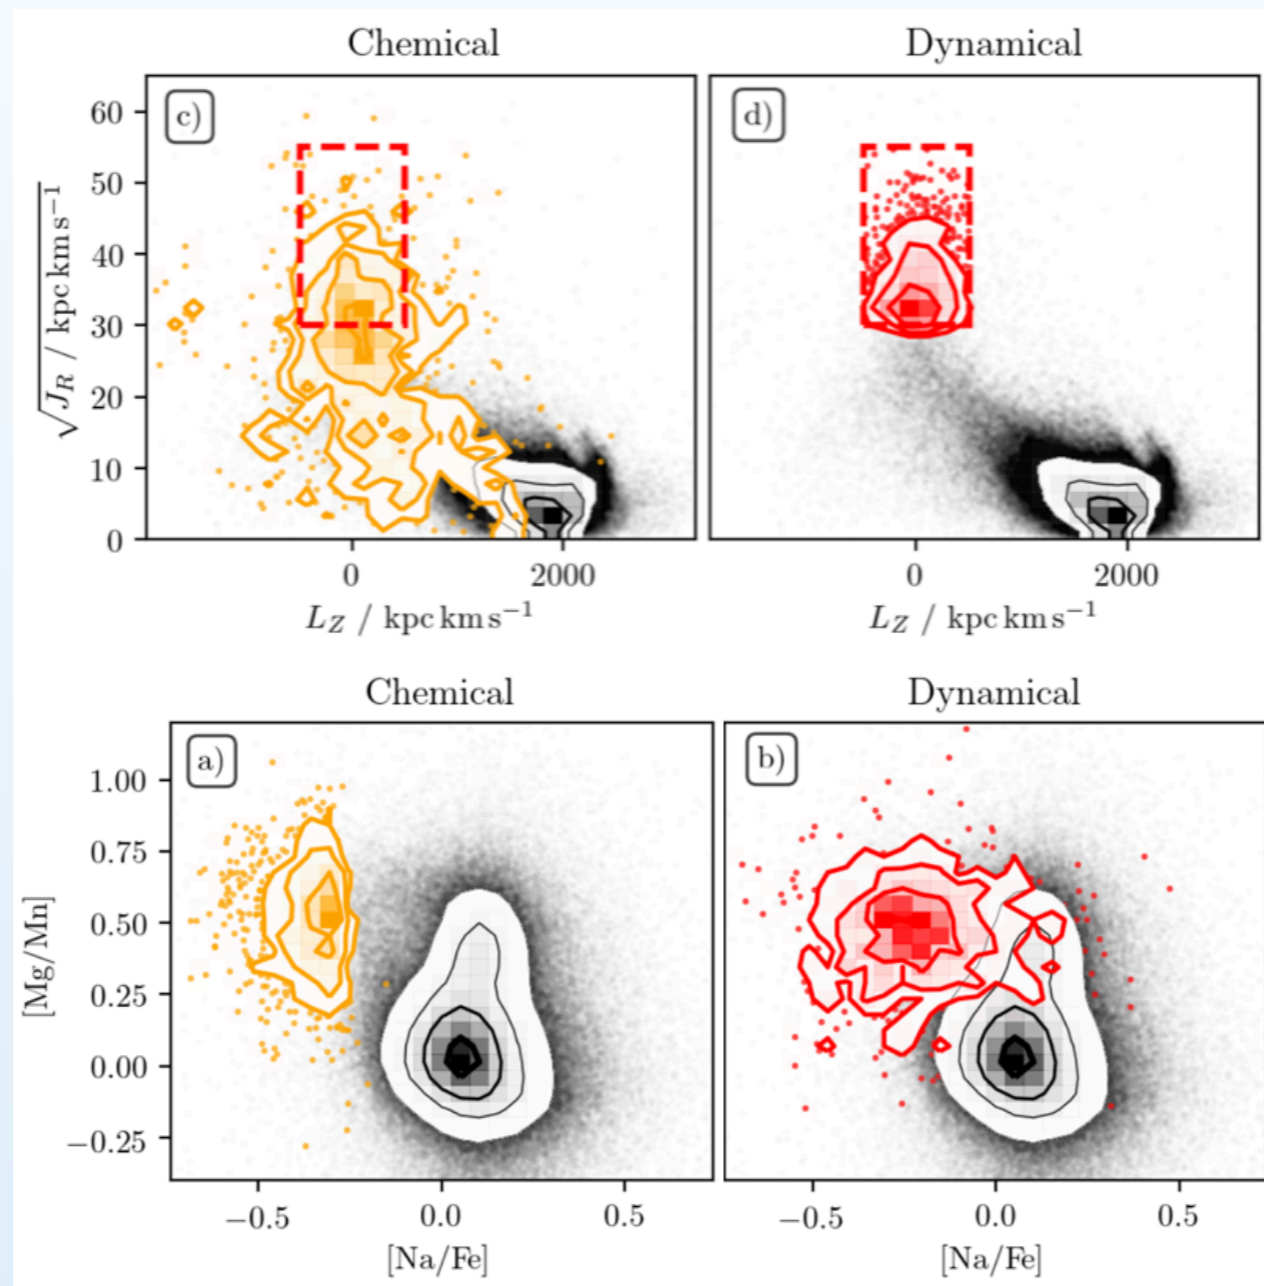 Chemical
Dynamical
c)
d)
60
50
40
30
20
10
0
√J_R / kpc km s⁻¹
0
2000
0
2000
L_Z / kpc km s⁻¹
L_Z / kpc km s⁻¹
Chemical
Dynamical
a)
b)
1.00
0.75
0.50
0.25
0.00
−0.25
[Mg/Mn]
−0.5
0.0
0.5
−0.5
0.0
0.5
[Na/Fe]
[Na/Fe]